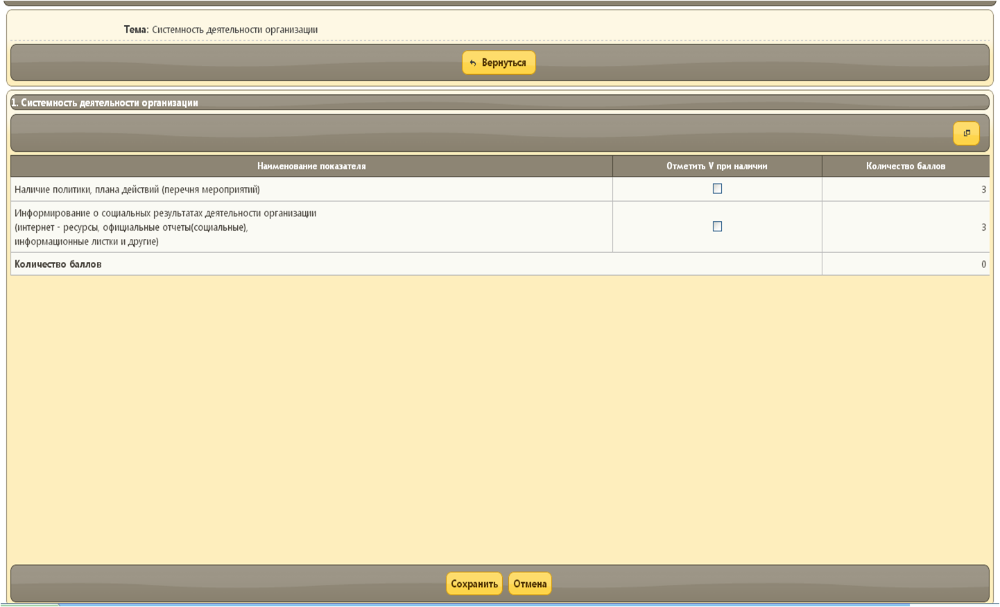 Тема: Системность деятельности организации
Вернуться
1. Системность деятельности организации
Наименование показателя Отметить V при наличии Количество баллов
Наличие политики, плана действий (перечня мероприятий) 3
Информирование о социальных результатах деятельности организации
(интернет - ресурсы, официальные отчеты(социальные), 3
информационные листки и другие)
Количество баллов 0
Сохранить Отмена